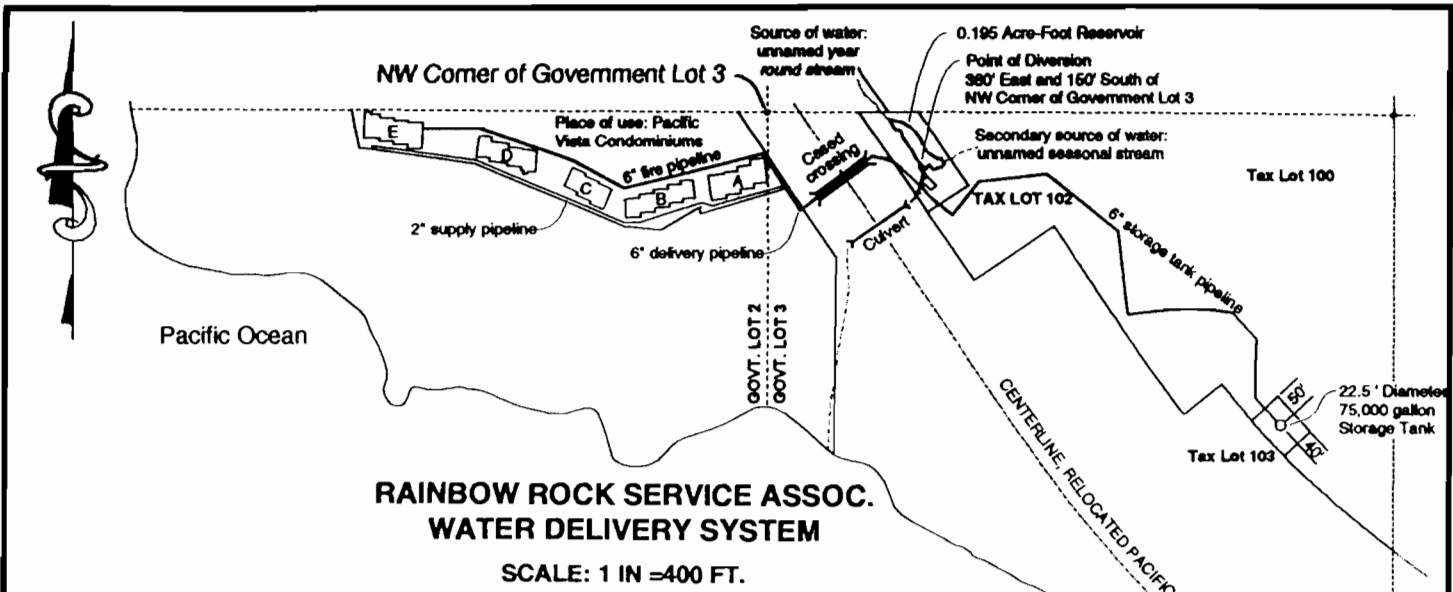 Source of water:
unnamed year
round stream
0.195 Acre-Foot Reservoir
Point of Diversion
380' East and 150' South of
NW Corner of Government Lot 3
NW Corner of Government Lot 3
Secondary source of water:
unnamed seasonal stream
Place of use: Pacific
Vista Condominiums
E
D
C
B
A
6" fire pipeline
Cased
crossing
Tax Lot 100
TAX LOT 102
2" supply pipeline
6" delivery pipeline
Culvert
6" storage tank pipeline
Pacific Ocean
GOVT. LOT 2
GOVT. LOT 3
CENTERLINE, RELOCATED PACIFIC
50'
40'
22.5 ' Diameter
75,000 gallon
Storage Tank
Tax Lot 103
RAINBOW ROCK SERVICE ASSOC.
WATER DELIVERY SYSTEM
SCALE: 1 IN =400 FT.